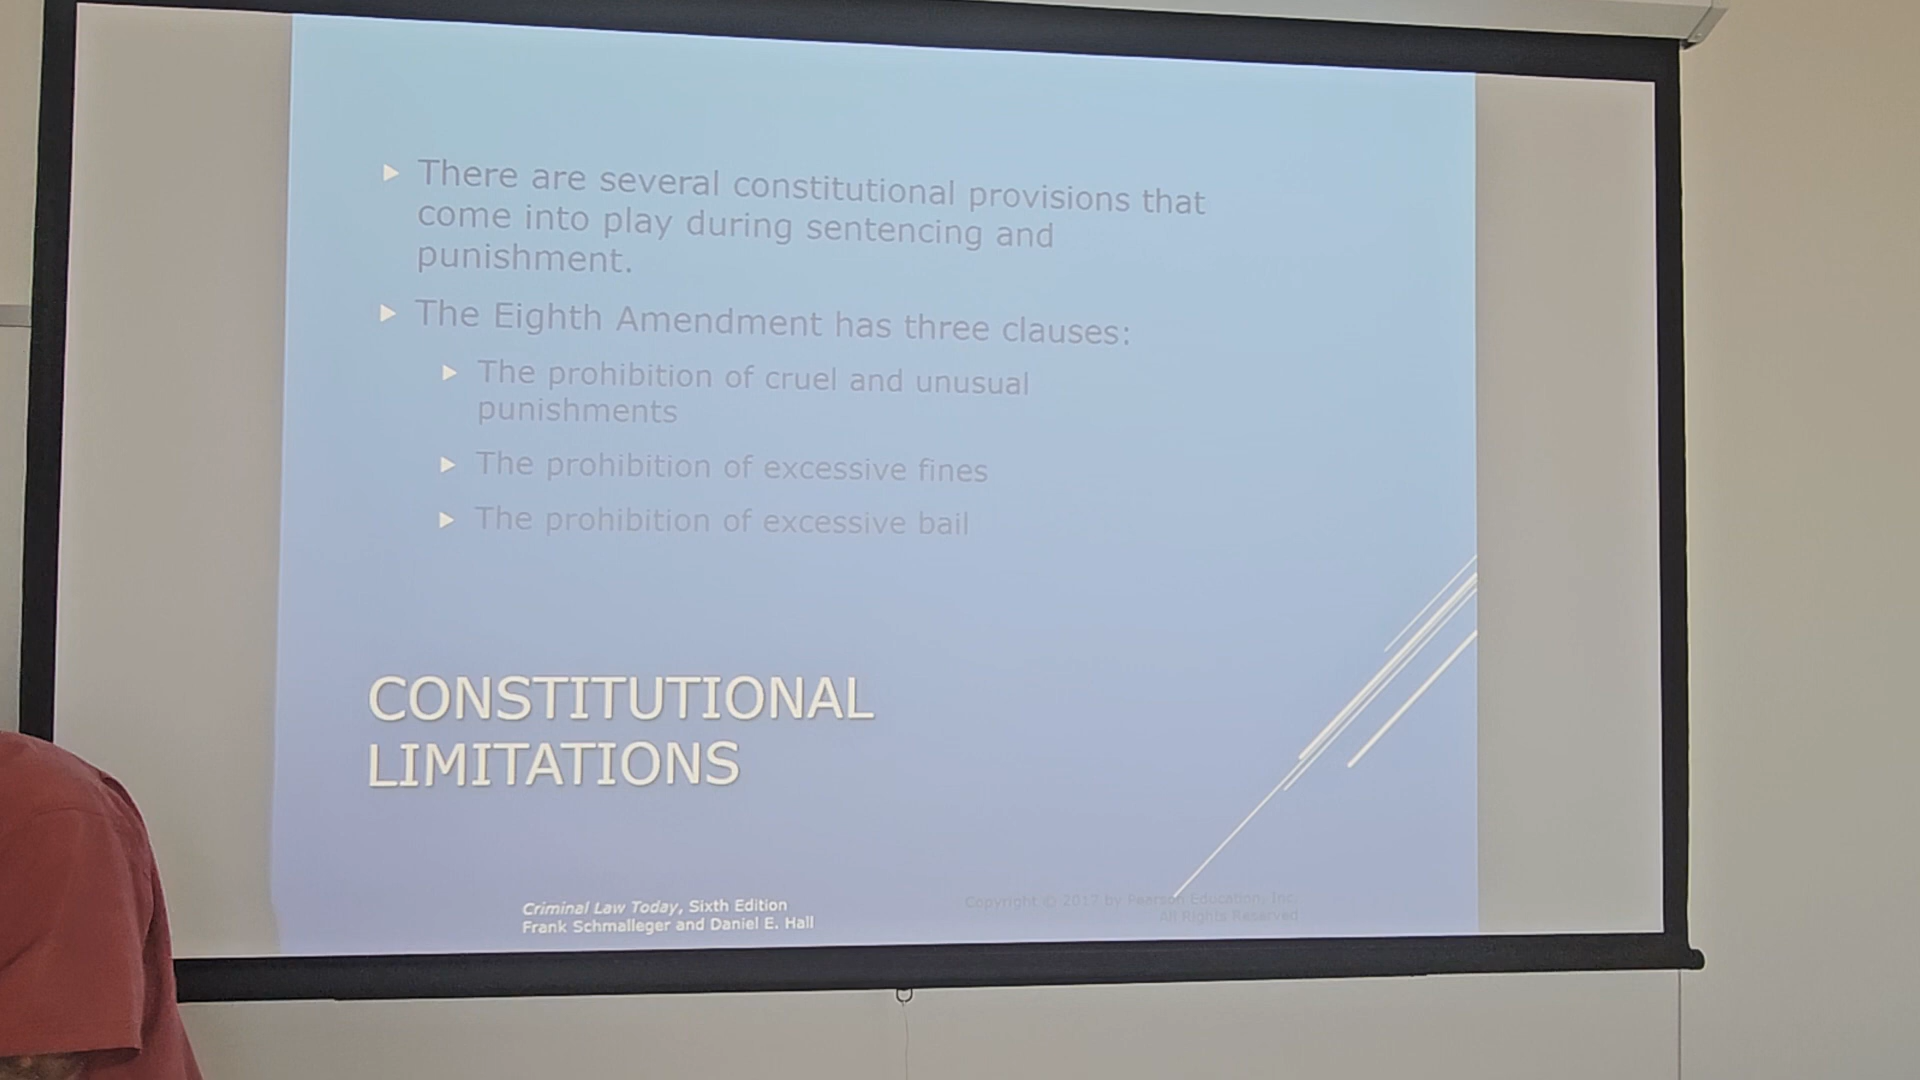 There are several constitutional provisions that
come into play during sentencing and
punishment.
The Eighth Amendment has three clauses:
The prohibition of cruel and unusual
punishments
The prohibition of excessive fines
The prohibition of excessive bail
CONSTITUTIONAL
LIMITATIONS
Criminal Law Today, Sixth Edition
Frank Schmalleger and Daniel E. Hall
Copyright © 2017 by Pearson Education, Inc.
All Rights Reserved